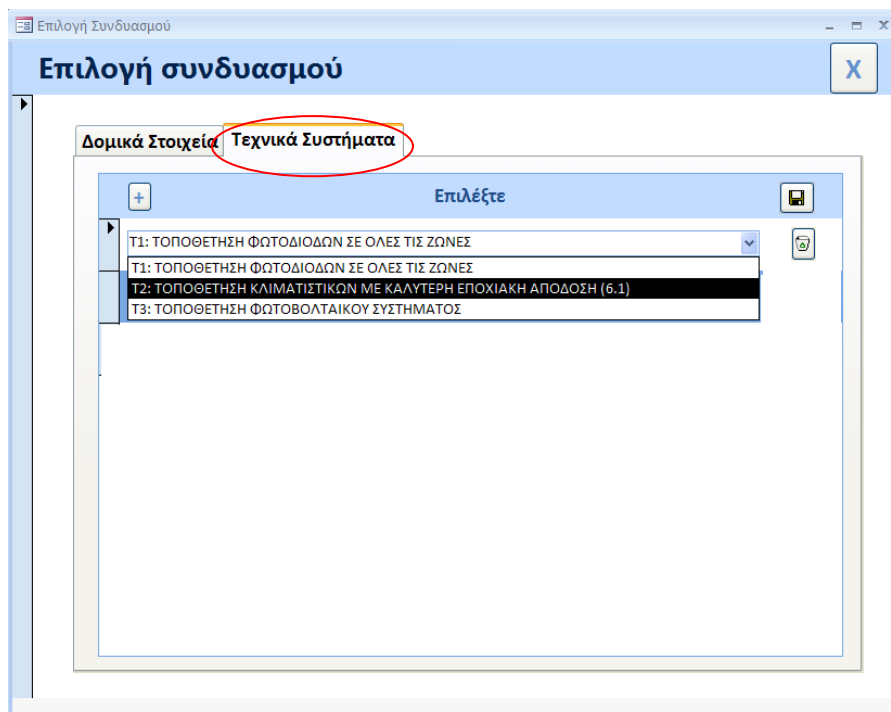 Επιλογή Συνδυασμού
Επιλογή συνδυασμού
X
Δομικά Στοιχεία
Τεχνικά Συστήματα
+
Επιλέξτε
Τ1: ΤΟΠΟΘΕΤΗΣΗ ΦΩΤΟΔΙΟΔΩΝ ΣΕ ΟΛΕΣ ΤΙΣ ΖΩΝΕΣ
Τ1: ΤΟΠΟΘΕΤΗΣΗ ΦΩΤΟΔΙΟΔΩΝ ΣΕ ΟΛΕΣ ΤΙΣ ΖΩΝΕΣ
Τ2: ΤΟΠΟΘΕΤΗΣΗ ΚΛΙΜΑΤΙΣΤΙΚΩΝ ΜΕ ΚΑΛΥΤΕΡΗ ΕΠΟΧΙΑΚΗ ΑΠΟΔΟΣΗ (6.1)
Τ3: ΤΟΠΟΘΕΤΗΣΗ ΦΩΤΟΒΟΛΤΑΙΚΟΥ ΣΥΣΤΗΜΑΤΟΣ